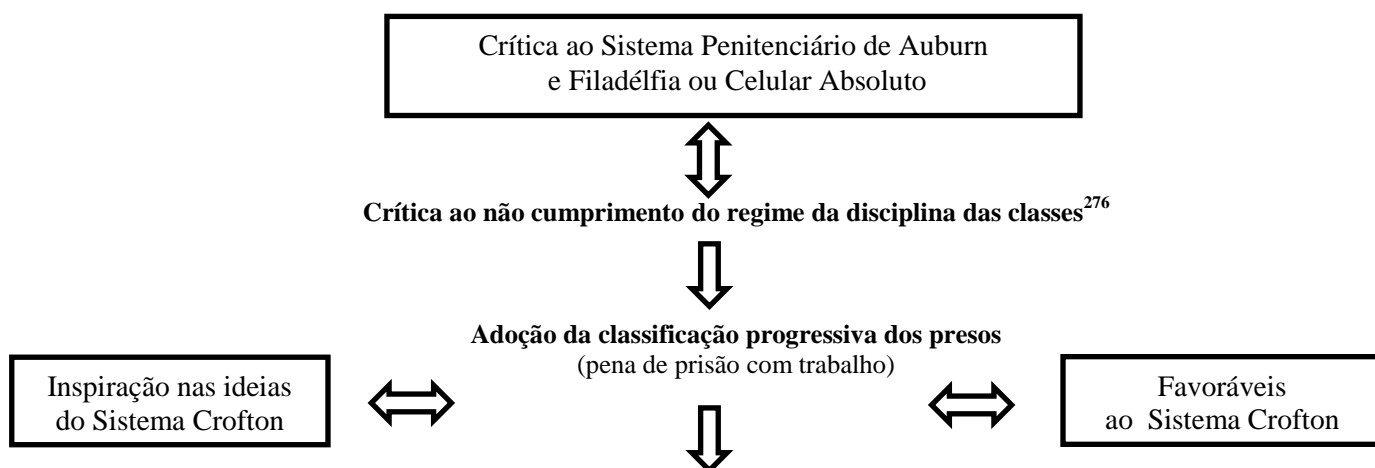 Crítica ao Sistema Penitenciário de Auburn
e Filadélfia ou Celular Absoluto
Crítica ao não cumprimento do regime da disciplina das classes276
Adoção da classificação progressiva dos presos
(pena de prisão com trabalho)
Inspiração nas ideias
do Sistema Crofton
Favoráveis
ao Sistema Crofton